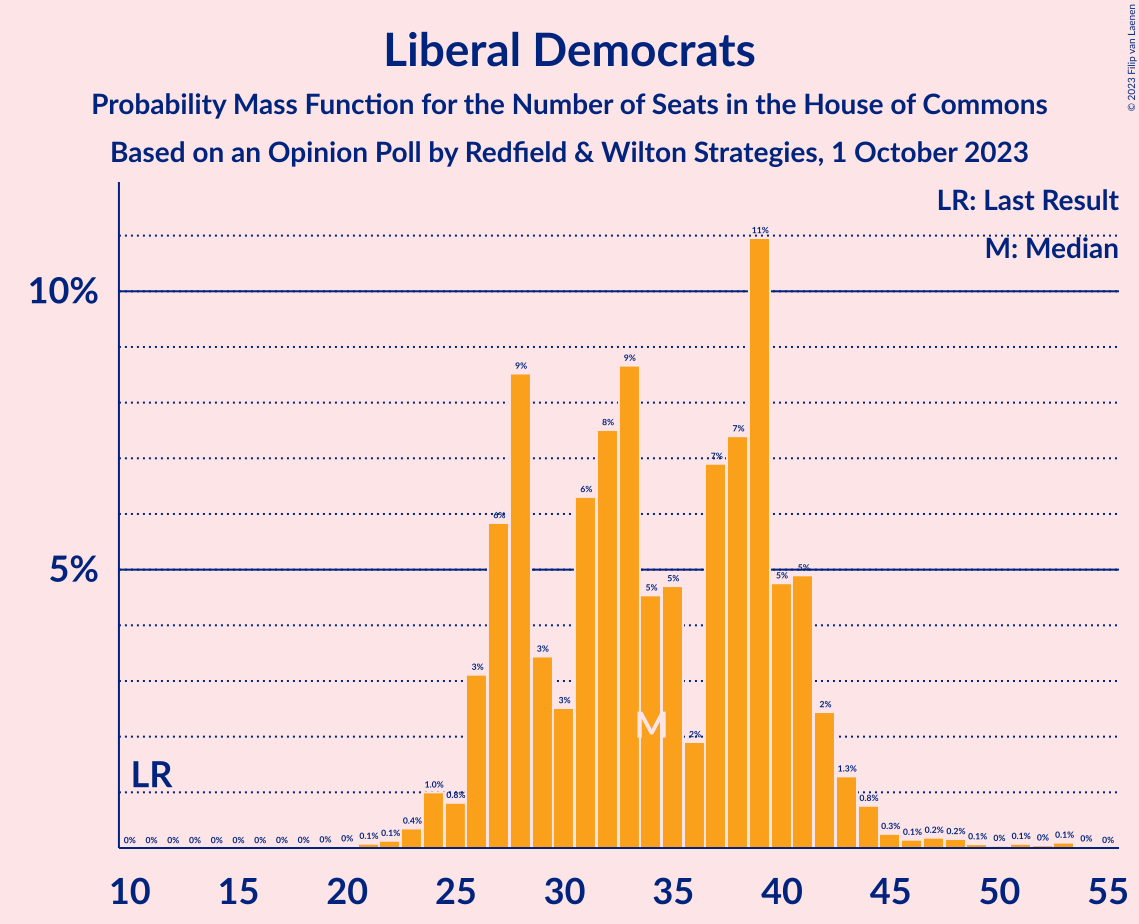 Liberal Democrats
Probability Mass Function for the Number of Seats in the House of Commons
Based on an Opinion Poll by Redfield & Wilton Strategies, 1 October 2023
© 2023 Filip van Laenen
LR: Last Result
M: Median
10%
5%
0% 0% 0% 0% 0% 0% 0% 0% 0% 0% 0% 0.1% 0.1% 0.4% 1.0% 0.8% 3% 6% 9% 3% 3% 6% 8% 9% 5% 5% 2% 7% 7% 11% 5% 5% 2% 1.3% 0.8% 0.3% 0.1% 0.2% 0.2% 0.1% 0% 0.1% 0% 0.1% 0% 0%
LR
M
10 15 20 25 30 35 40 45 50 55